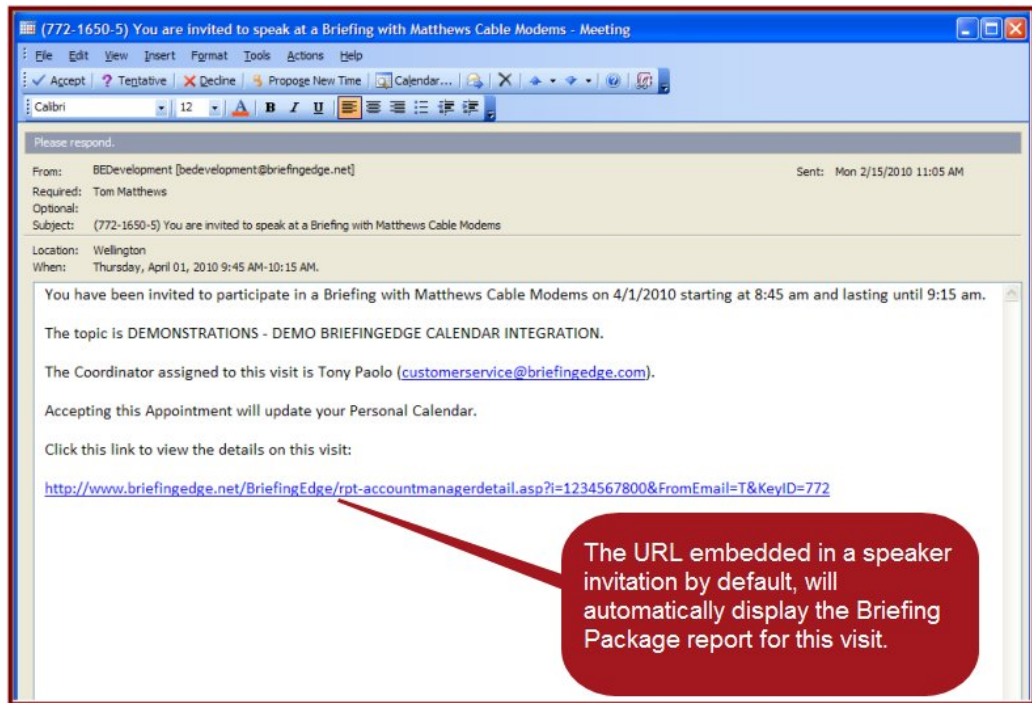 (772-1650-5) You are invited to speak at a Briefing with Matthews Cable Modems - Meeting
File Edit View Insert Format Tools Actions Help
Accept ? Tentative Decline Propose New Time Calendar...
Calibri 12 A B I U
Please respond.
From: BEDevelopment [bedevelopment@briefingedge.net] Sent: Mon 2/15/2010 11:05 AM
Required: Tom Matthews
Optional:
Subject: (772-1650-5) You are invited to speak at a Briefing with Matthews Cable Modems
Location: Wellington
When: Thursday, April 01, 2010 9:45 AM-10:15 AM.
You have been invited to participate in a Briefing with Matthews Cable Modems on 4/1/2010 starting at 8:45 am and lasting until 9:15 am.
The topic is DEMONSTRATIONS - DEMO BRIEFINGEDGE CALENDAR INTEGRATION.
The Coordinator assigned to this visit is Tony Paolo (customerservice@briefingedge.com).
Accepting this Appointment will update your Personal Calendar.
Click this link to view the details on this visit:
http://www.briefingedge.net/BriefingEdge/rpt-accountmanagerdetail.asp?i=1234567800&FromEmail=T&KeyID=772
The URL embedded in a speaker
invitation by default, will
automatically display the Briefing
Package report for this visit.